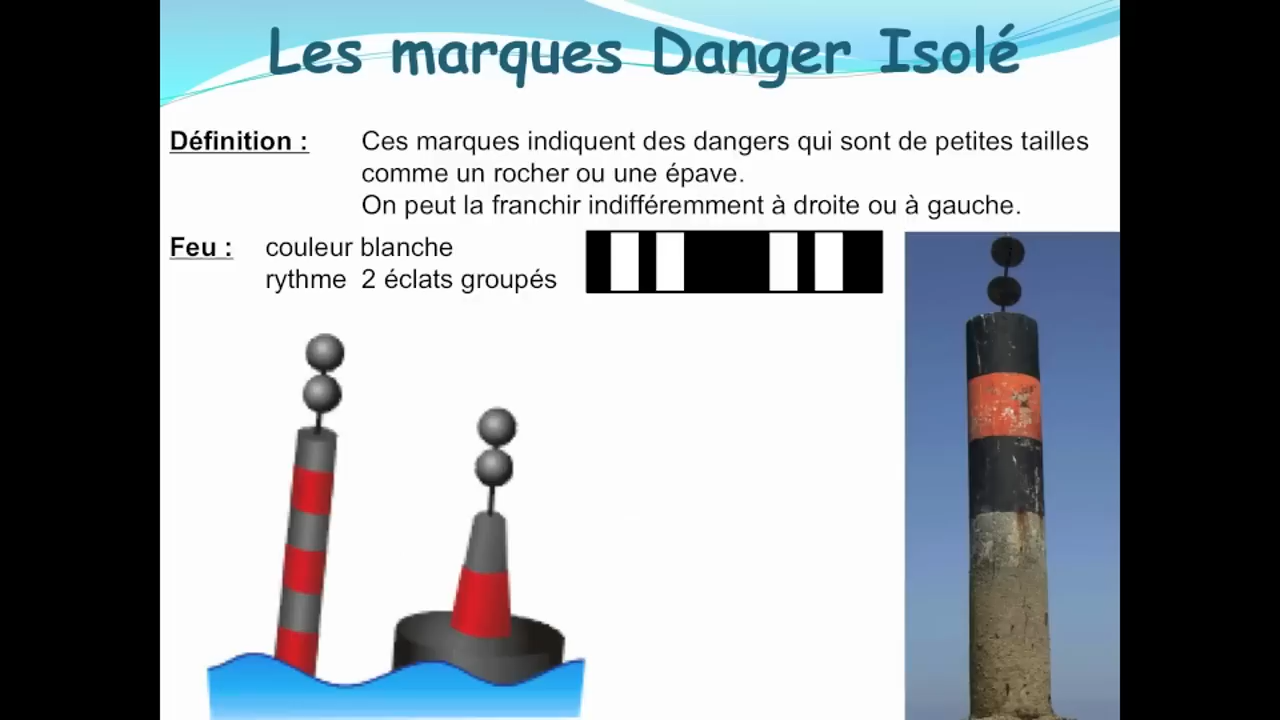 Les marques Danger Isolé
Définition : Ces marques indiquent des dangers qui sont de petites tailles
comme un rocher ou une épave.
On peut la franchir indifféremment à droite ou à gauche.
Feu : couleur blanche
rythme 2 éclats groupés